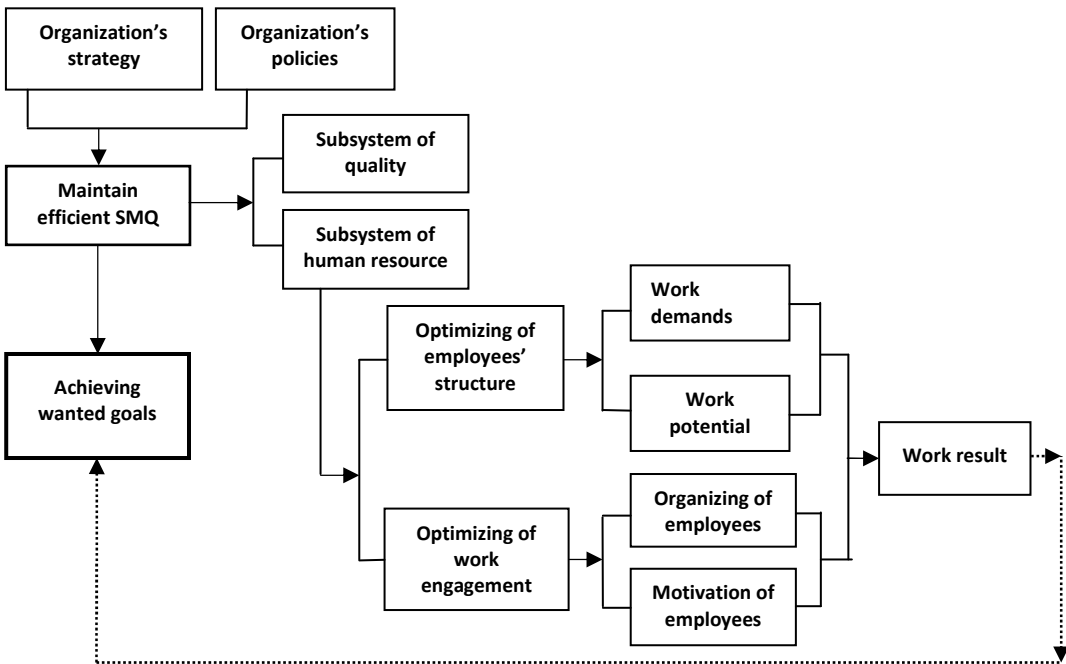 Organization’s
strategy
Organization’s
policies
Maintain
efficient SMQ
Subsystem of
quality
Subsystem of
human resource
Achieving
wanted goals
Optimizing of
employees’
structure
Optimizing of
work
engagement
Work
demands
Work
potential
Organizing of
employees
Motivation of
employees
Work result